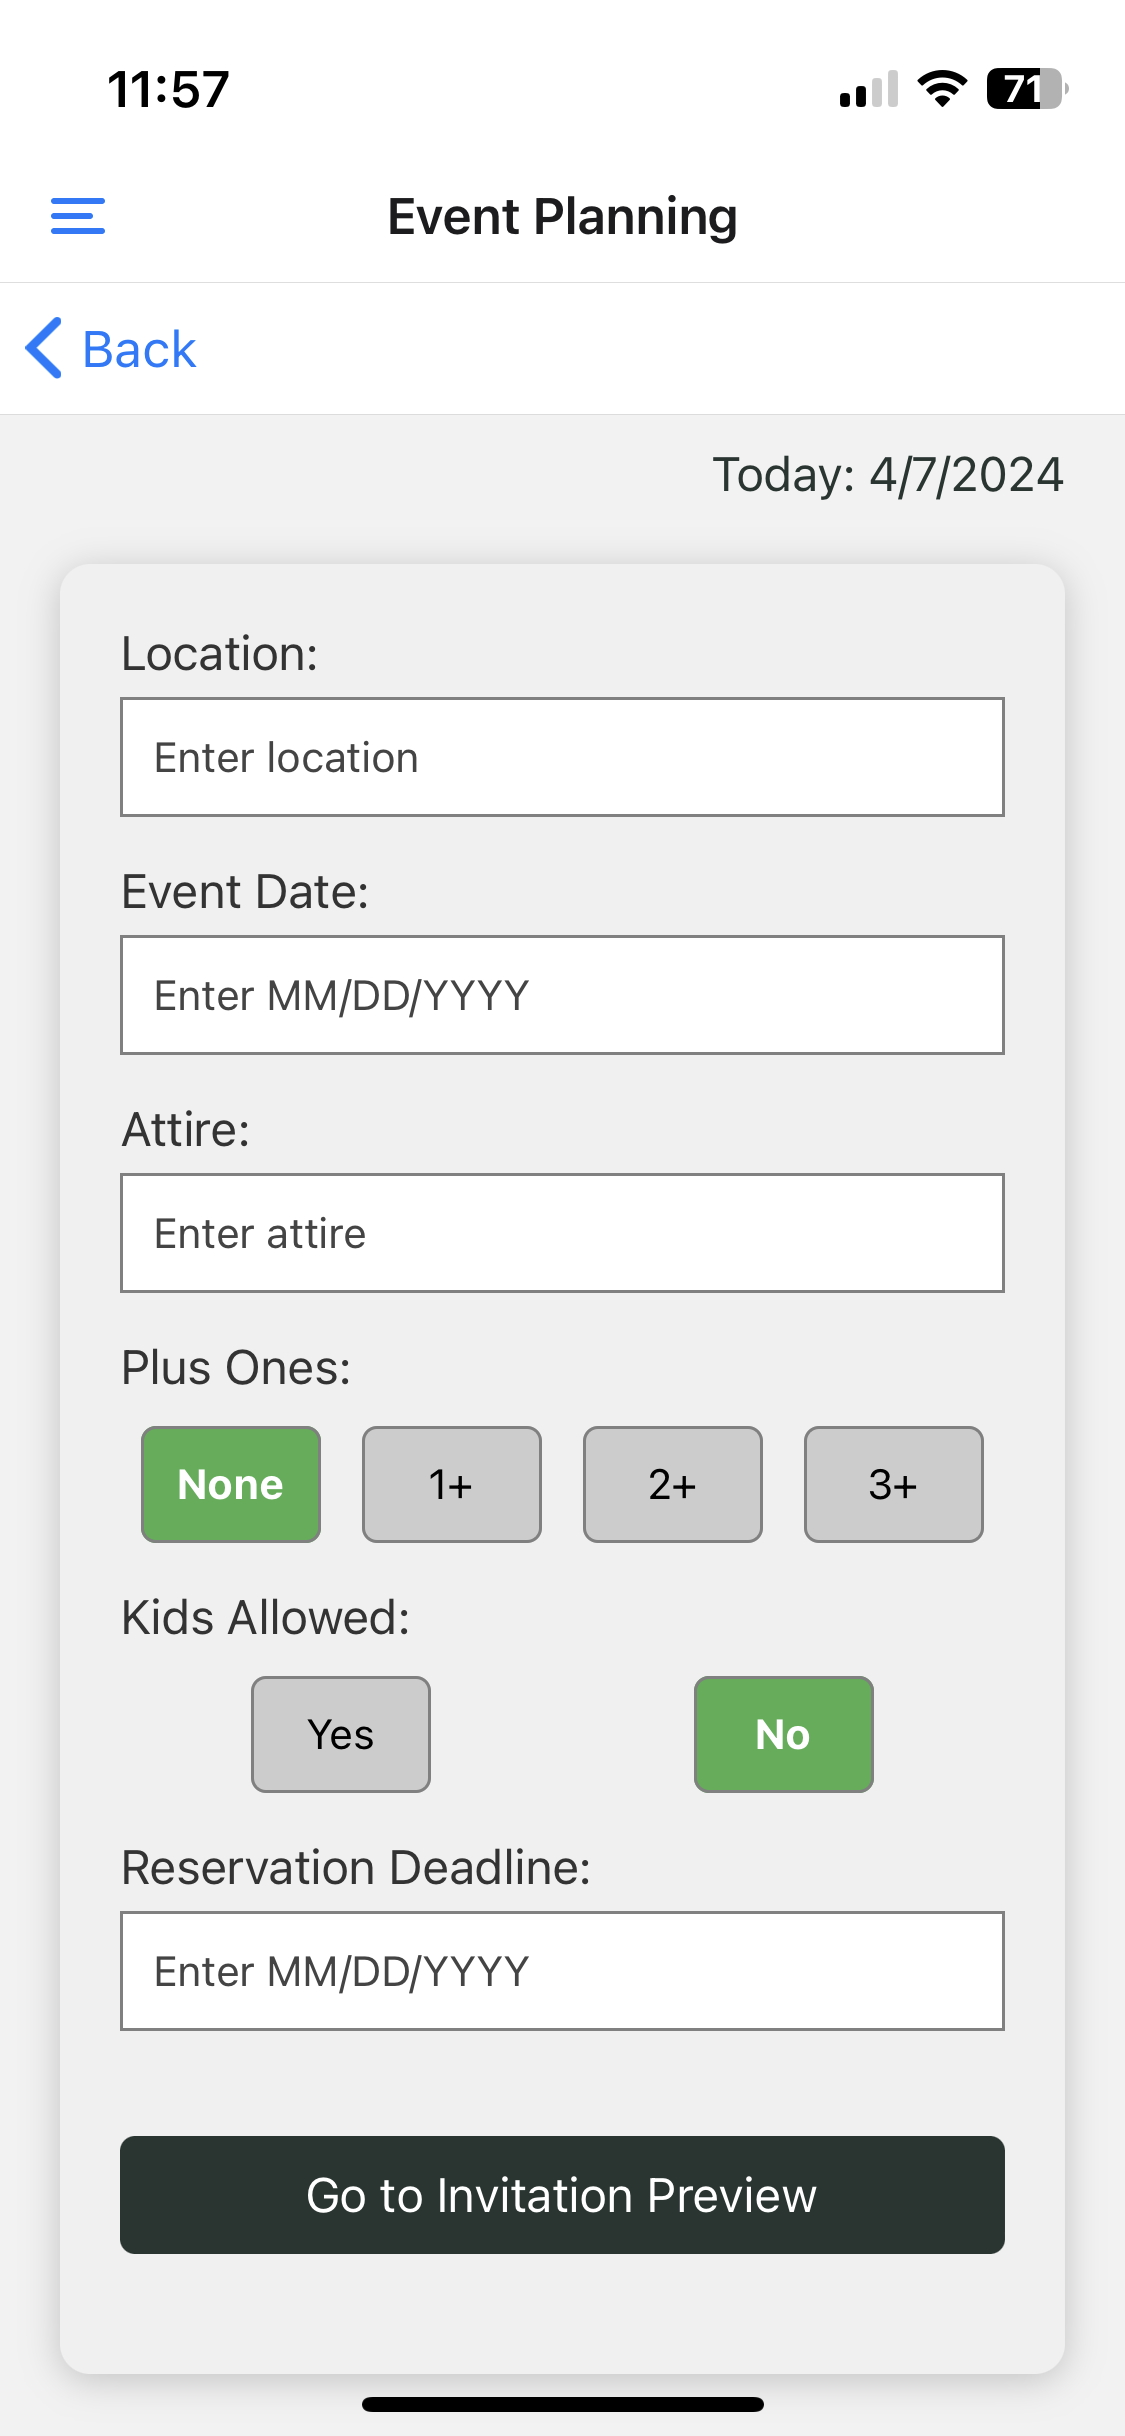 11:57
71
Event Planning
Back
Today: 4/7/2024
Location:
Enter location
Event Date:
Enter MM/DD/YYYY
Attire:
Enter attire
Plus Ones:
None 1+ 2+ 3+
Kids Allowed:
Yes No
Reservation Deadline:
Enter MM/DD/YYYY
Go to Invitation Preview